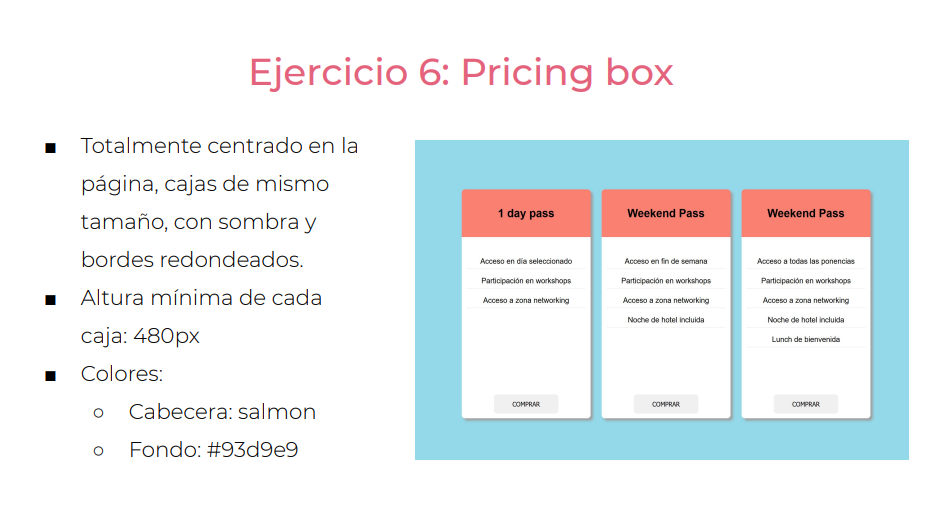 Ejercicio 6: Pricing box
■ Totalmente centrado en la
página, cajas de mismo
tamaño, con sombra y
bordes redondeados.
■ Altura mínima de cada
caja: 480px
■ Colores:
○ Cabecera: salmon
○ Fondo: #93d9e9
1 day pass
Acceso en día seleccionado
Participación en workshops
Acceso a zona networking
COMPRAR
Weekend Pass
Acceso en fin de semana
Participación en workshops
Acceso a zona networking
Noche de hotel incluida
COMPRAR
Weekend Pass
Acceso a todas las ponencias
Participación en workshops
Acceso a zona networking
Noche de hotel incluida
Lunch de bienvenida
COMPRAR